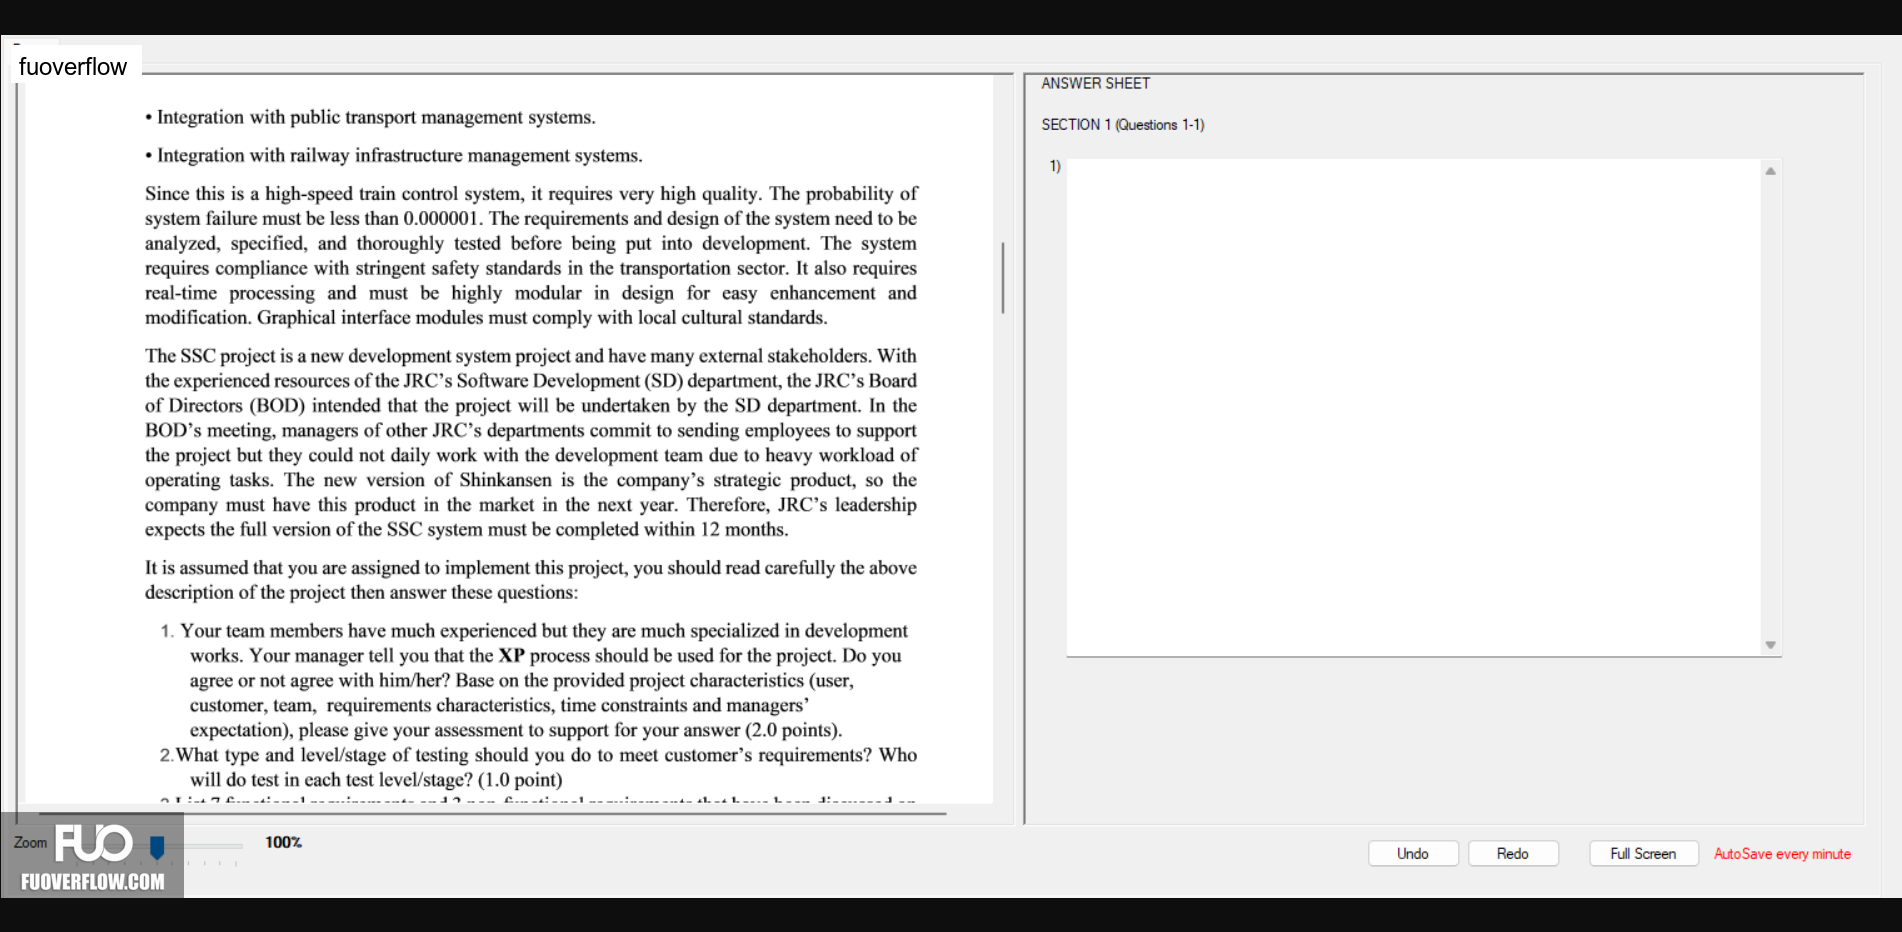 fuoverflow
• Integration with public transport management systems.
• Integration with railway infrastructure management systems.
Since this is a high-speed train control system, it requires very high quality. The probability of
system failure must be less than 0.000001. The requirements and design of the system need to be
analyzed, specified, and thoroughly tested before being put into development. The system
requires compliance with stringent safety standards in the transportation sector. It also requires
real-time processing and must be highly modular in design for easy enhancement and
modification. Graphical interface modules must comply with local cultural standards.
The SSC project is a new development system project and have many external stakeholders. With
the experienced resources of the JRC's Software Development (SD) department, the JRC's Board
of Directors (BOD) intended that the project will be undertaken by the SD department. In the
BOD's meeting, managers of other JRC's departments commit to sending employees to support
the project but they could not daily work with the development team due to heavy workload of
operating tasks. The new version of Shinkansen is the company's strategic product, so the
company must have this product in the market in the next year. Therefore, JRC's leadership
expects the full version of the SSC system must be completed within 12 months.
It is assumed that you are assigned to implement this project, you should read carefully the above
description of the project then answer these questions:
1. Your team members have much experienced but they are much specialized in development
works. Your manager tell you that the XP process should be used for the project. Do you
agree or not agree with him/her? Base on the provided project characteristics (user,
customer, team, requirements characteristics, time constraints and managers'
expectation), please give your assessment to support for your answer (2.0 points).
2.What type and level/stage of testing should you do to meet customer's requirements? Who
will do test in each test level/stage? (1.0 point)
ANSWER SHEET
SECTION 1 (Questions 1-1)
1)
Zoom
100%
FUO
FUOVERFLOW.COM
Undo
Redo
Full Screen
AutoSave every minute